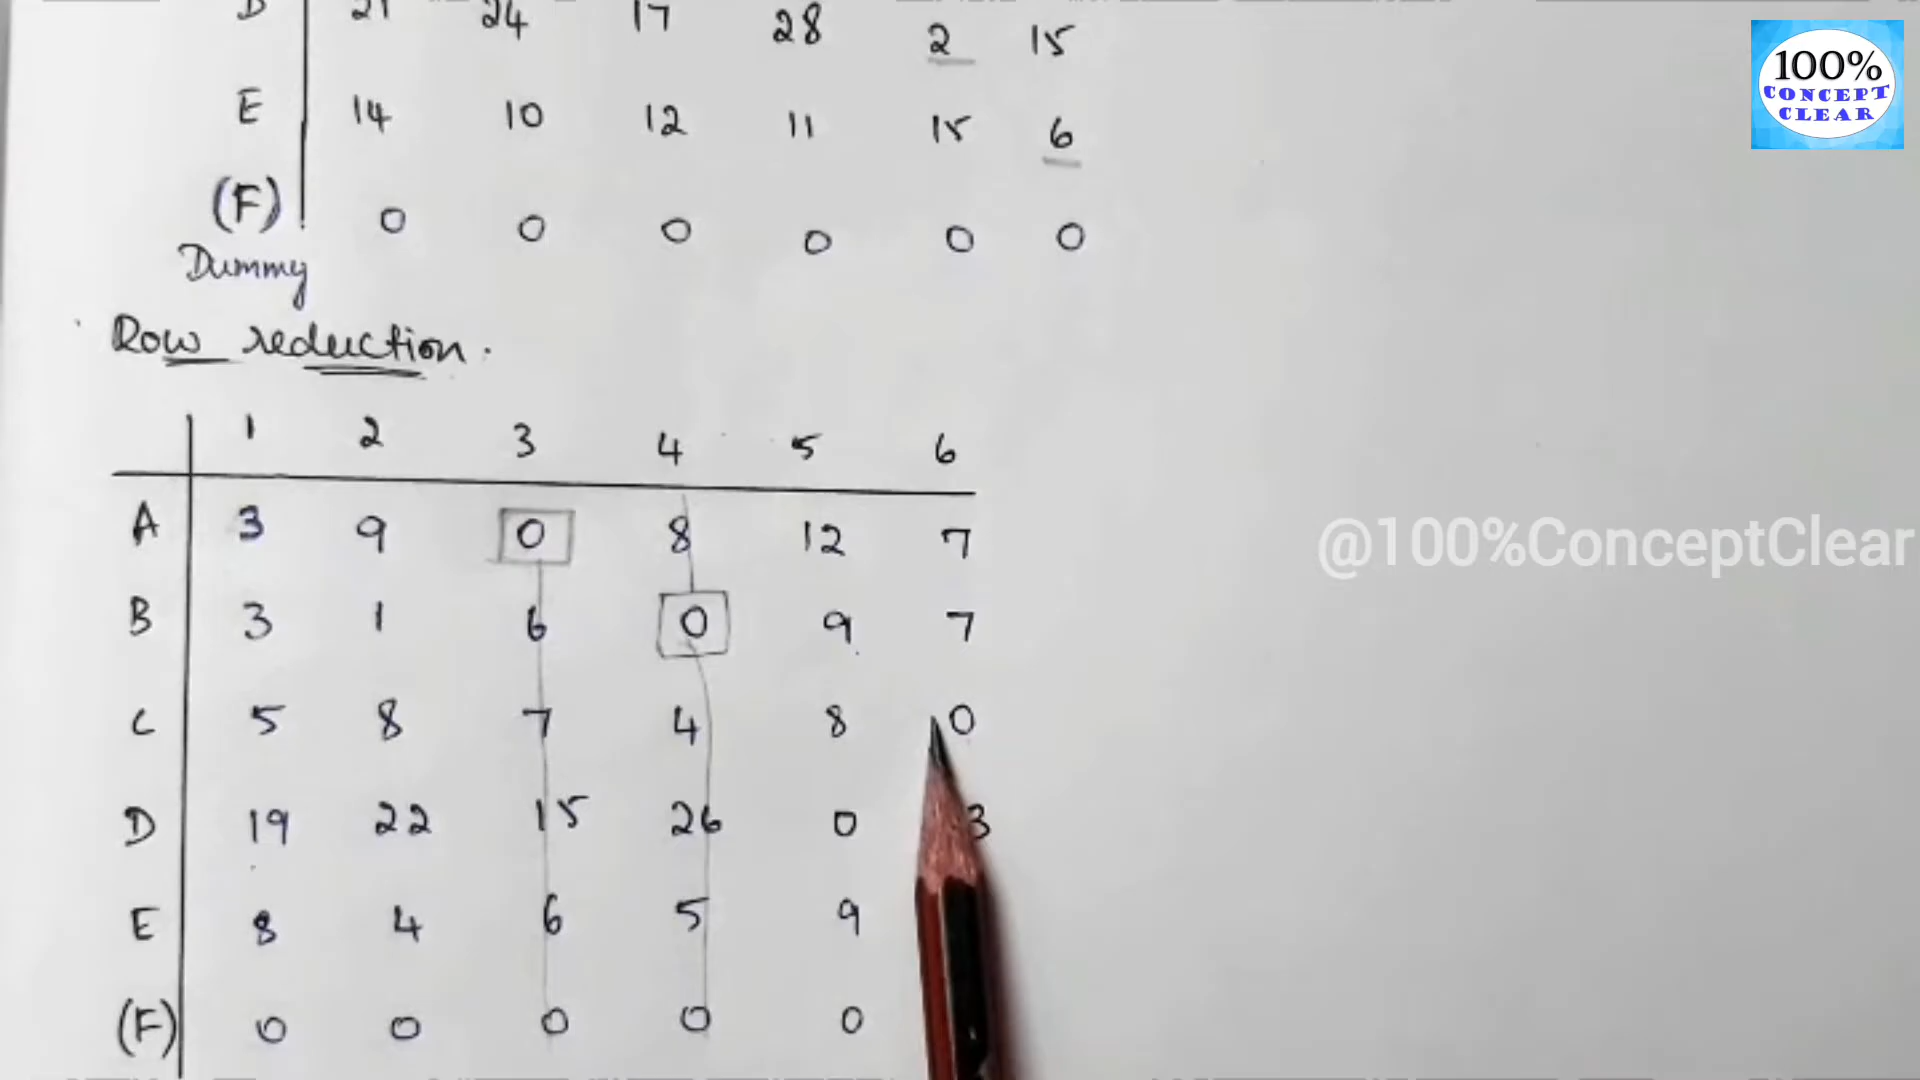 D 21 24 17 28 2 15
100%
CONCEPT
CLEAR
E 14 10 12 11 15 6
(F) 0 0 0 0 0 0
Dummy
Row reduction.
1 2 3 4 5 6
A 3 9 0 8 12 7
@100%ConceptClear
B 3 1 6 0 9 7
C 5 8 7 4 8 0
D 19 22 15 26 0 3
E 8 4 6 5 9
(F) 0 0 0 0 0